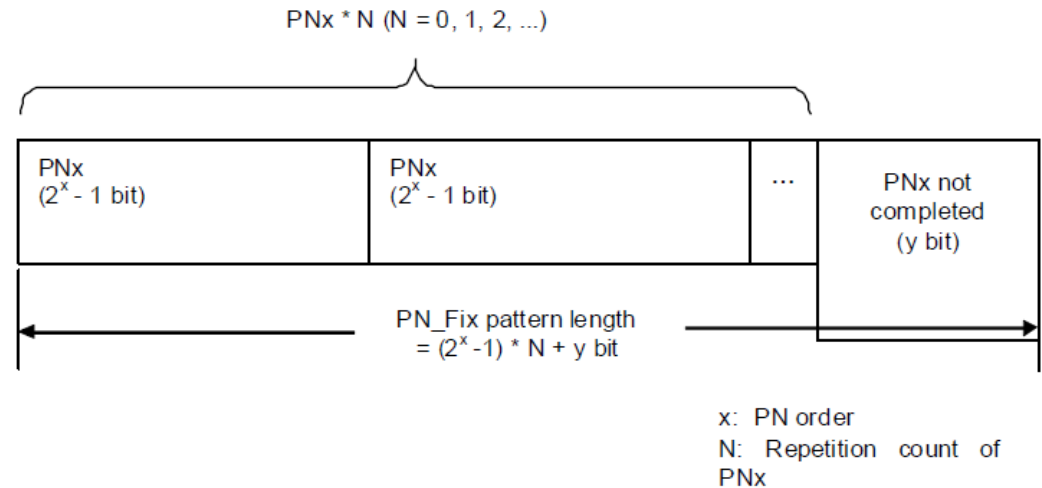 PNx * N (N = 0, 1, 2, ...)
PNx
(2^x - 1 bit)
PNx
(2^x - 1 bit)
...
PNx not
completed
(y bit)
PN_Fix pattern length
= (2^x -1) * N + y bit
x: PN order
N: Repetition count of
PNx